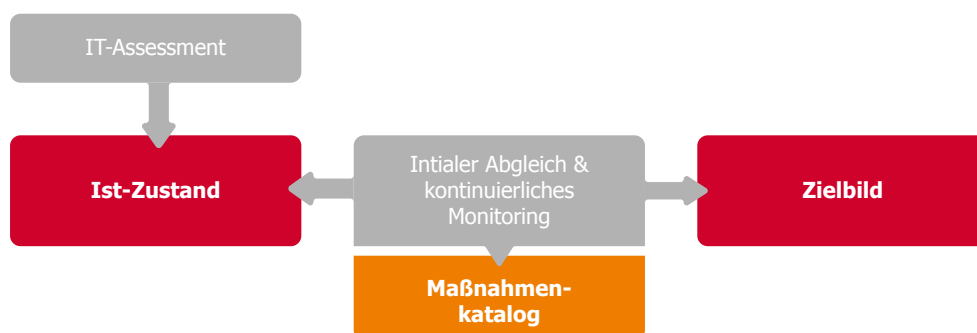 IT-Assessment
Ist-Zustand
Intialer Abgleich &
kontinuierliches
Monitoring
Zielbild
Maßnahmen-
katalog